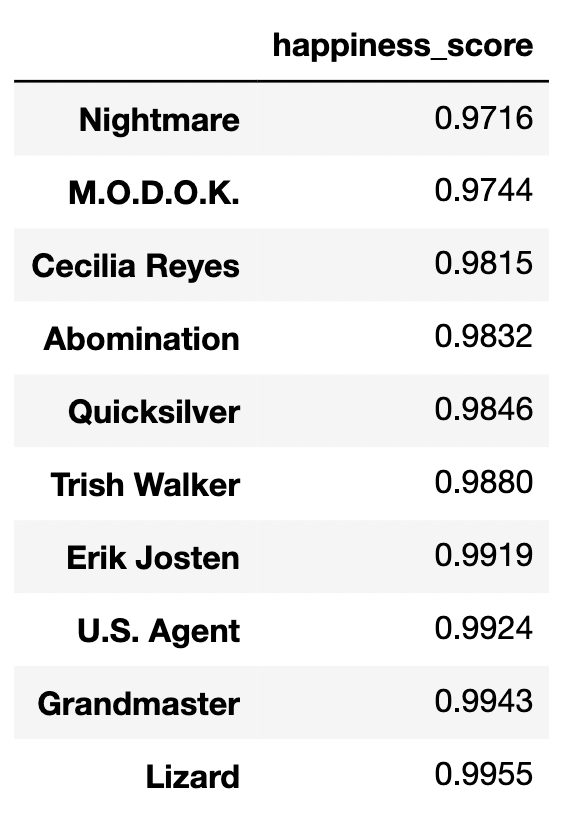 happiness_score
Nightmare 0.9716
M.O.D.O.K. 0.9744
Cecilia Reyes 0.9815
Abomination 0.9832
Quicksilver 0.9846
Trish Walker 0.9880
Erik Josten 0.9919
U.S. Agent 0.9924
Grandmaster 0.9943
Lizard 0.9955